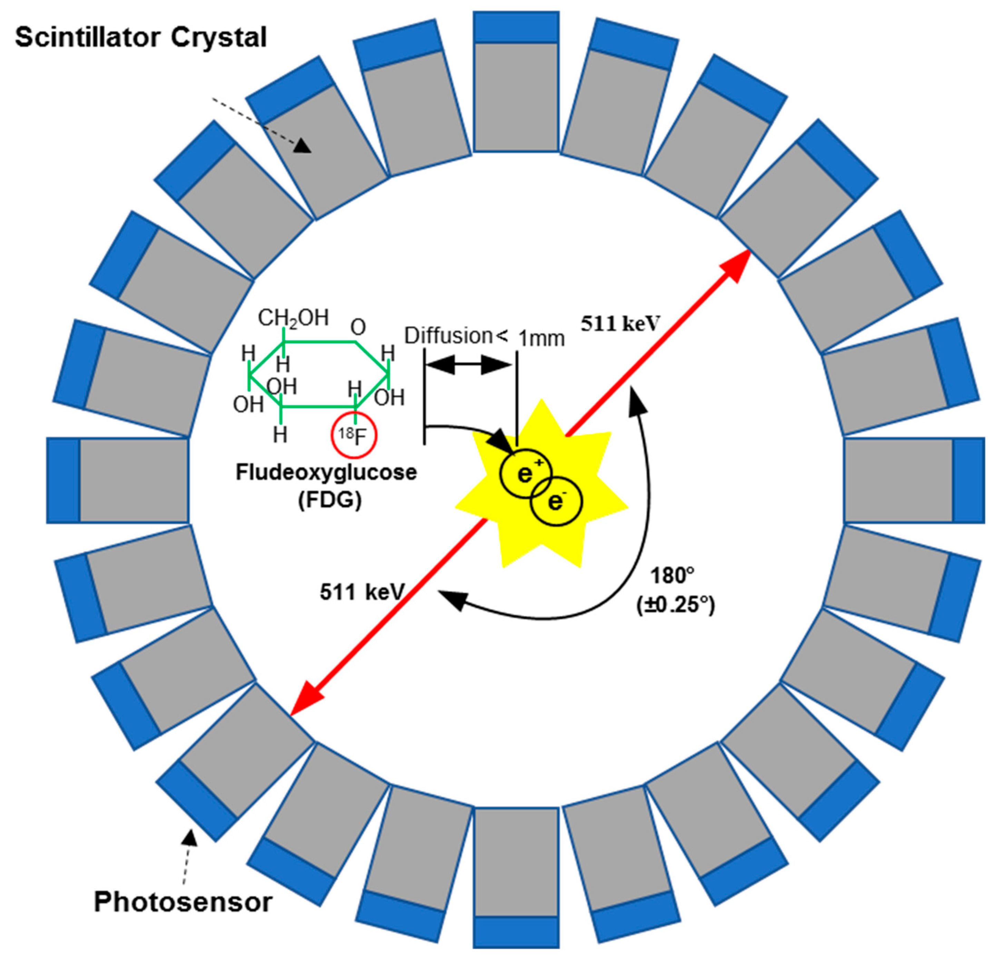 Scintillator Crystal
CH₂OH
O
Diffusion< 1mm
511 keV
H
H
H
OH
H
OH
OH
H
¹⁸F
e⁺
Fludeoxyglucose
(FDG)
e⁻
511 keV
180°
(±0.25°)
Photosensor